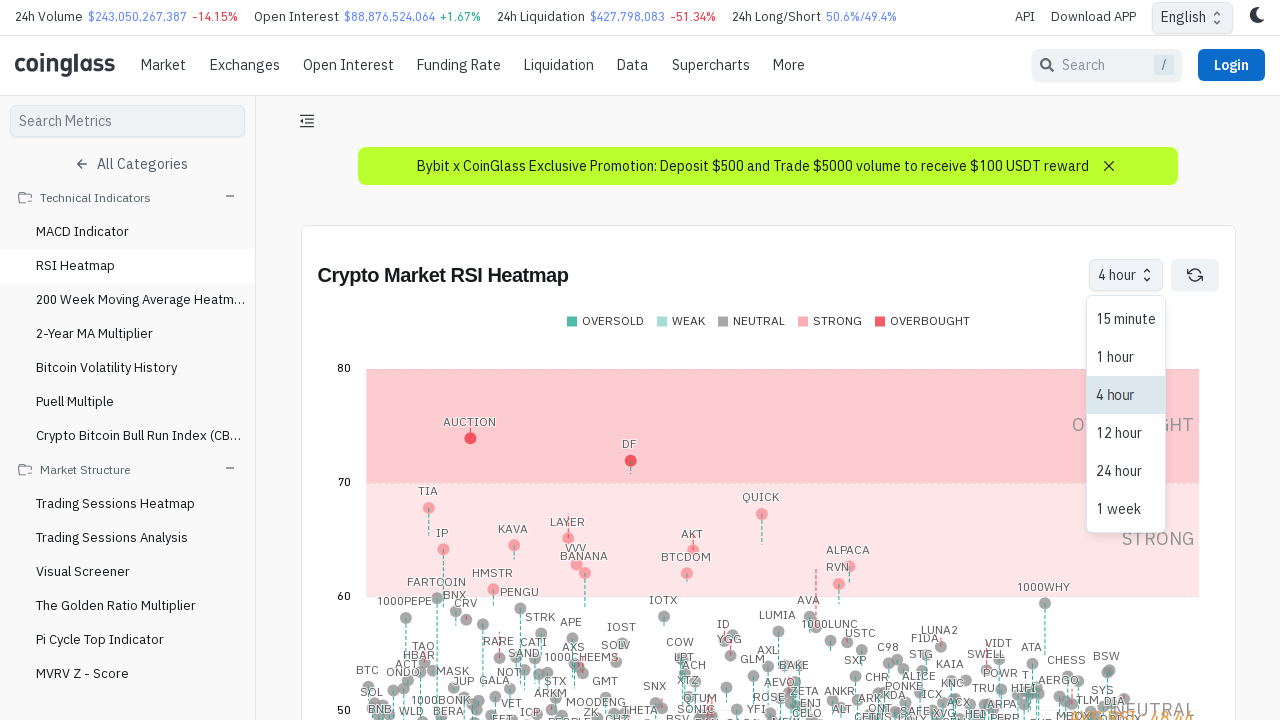 24h Volume $243,050,267,387 -14.15% Open Interest $88,876,524,064 +1.67% 24h Liquidation $427,798,083 -51.34% 24h Long/Short 50.6%/49.4% API Download APP English
coinglass Market Exchanges Open Interest Funding Rate Liquidation Data Supercharts More Search / Login
Search Metrics
All Categories
Technical Indicators
MACD Indicator
RSI Heatmap
200 Week Moving Average Heatm...
2-Year MA Multiplier
Bitcoin Volatility History
Puell Multiple
Crypto Bitcoin Bull Run Index (CB...
Market Structure
Trading Sessions Heatmap
Trading Sessions Analysis
Visual Screener
The Golden Ratio Multiplier
Pi Cycle Top Indicator
MVRV Z - Score
Bybit x CoinGlass Exclusive Promotion: Deposit $500 and Trade $5000 volume to receive $100 USDT reward
Crypto Market RSI Heatmap
4 hour
15 minute
1 hour
4 hour
12 hour
24 hour
1 week
OVERSOLD WEAK NEUTRAL STRONG OVERBOUGHT
80
AUCTION
DF
70
TIA
QUICK
IP
KAVA
LAYER
AKT
STRONG
VVV
BANANA
BTCDOM
ALPACA
RVN
HMSTR
FARTCOIN
PENGU
1000WHY
60
1000PEPE
BNX
CRV
IOTX
AVA
STRK
APE
IOST
LUMIA
1000LUNC
ID
YGG
USTC
LUNA2
FIDA
TAO
HBAR
RARE
CATI
SAND
AXS
SOLV
COW
AXL
C98
STG
SWELL
VIDT
ATA
1000CHEEMS
LPT
GLM
SXP
KAIA
CHESS
BSW
BTC
ACT
ONDO
MASK
NOT
ACH
BAKE
POWR
JUP
GALA
STX
GMT
XTZ
AEVO
CHR
ALICE
KNC
AERGO
SOL
ARKM
SNX
ZETA
ANKR
PONKE
TRU
HIFI
SYS
BNB
1000BONK
VET
MOODENG
QTUM
ROSE
ENJ
ARK
KDA
ICX
ACX
ARPA
TLM
DIA
50
WLD
BERA
ICP
ZK
THETA
SONIC
YFI
ALT
ONT
NEUTRAL